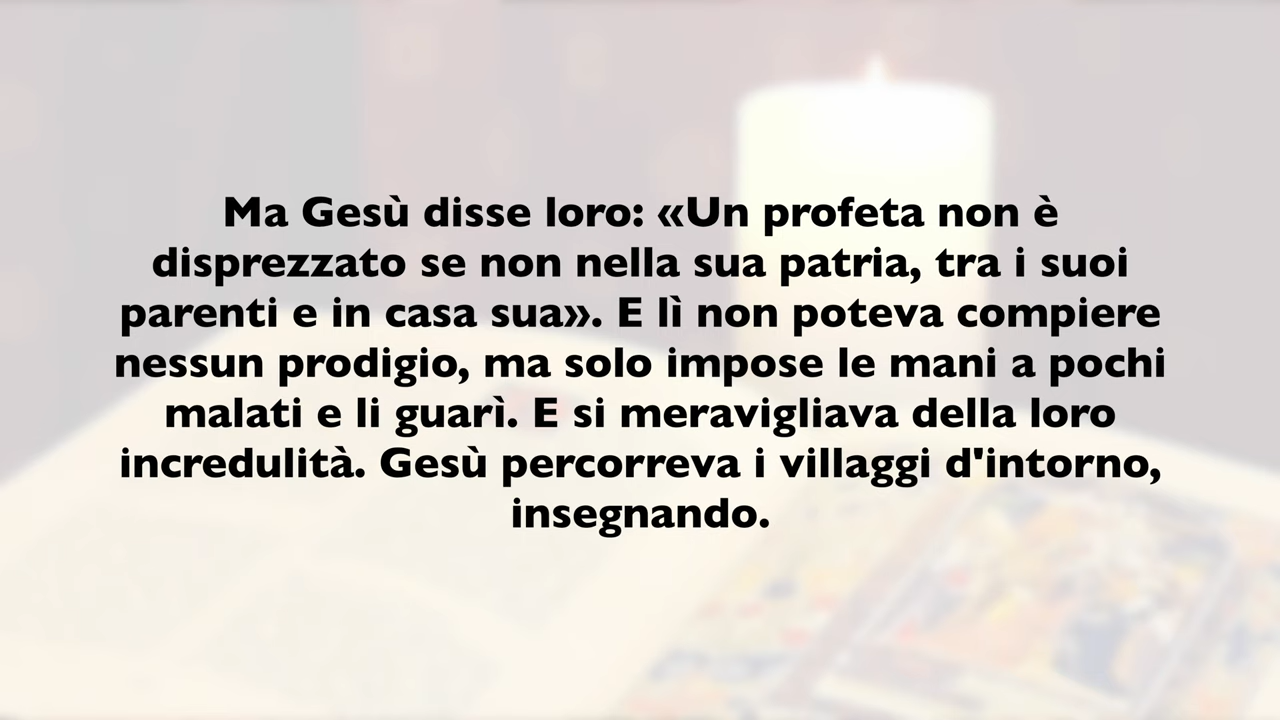 Ma Gesù disse loro: «Un profeta non è
disprezzato se non nella sua patria, tra i suoi
parenti e in casa sua». E lì non poteva compiere
nessun prodigio, ma solo impose le mani a pochi
malati e li guarì. E si meravigliava della loro
incredulità. Gesù percorreva i villaggi d'intorno,
insegnando.